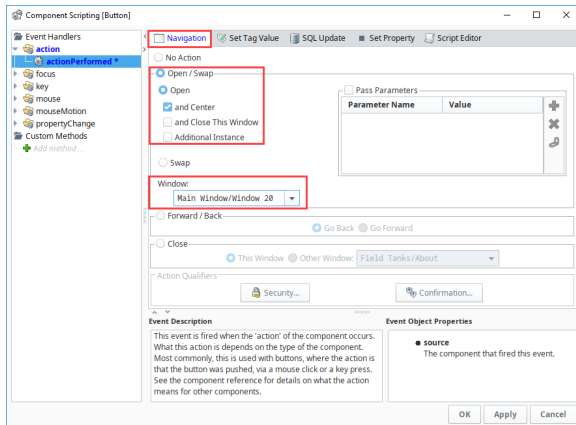 Component Scripting [Button]
Event Handlers
action
actionPerformed *
focus
key
mouse
mouseMotion
propertyChange
Custom Methods
Add method...
Navigation
Set Tag Value
SQL Update
Set Property
Script Editor
No Action
Open / Swap
Open
and Center
and Close This Window
Additional Instance
Swap
Pass Parameters
Parameter Name Value
Window:
Main Window/Window 20
Forward / Back
Go Back Go Forward
Close
This Window Other Window: Field Tanks/About
Action Qualifiers
Security... Confirmation...
Event Description
This event is fired when the 'action' of the component occurs.
What this action is depends on the type of the component.
Most commonly, this is used with buttons, where the action is
that the button was pushed, via a mouse click or a key press.
See the component reference for details on what the action
means for other components.
Event Object Properties
source
The component that fired this event.
OK Apply Cancel